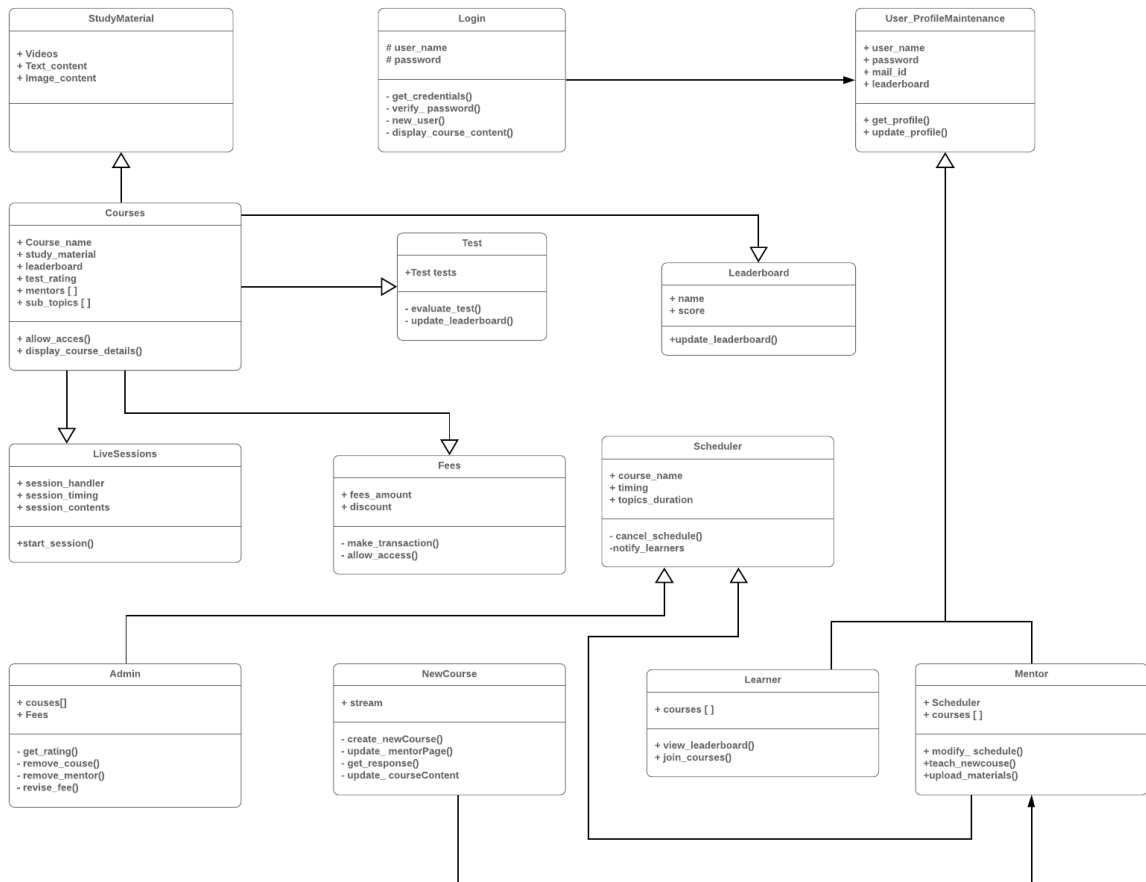 StudyMaterial
+ Videos
+ Text_content
+ Image_content
Login
# user_name
# password
- get_credentials()
- verify_ password()
- new_user()
- display_course_content()
User_ProfileMaintenance
+ user_name
+ password
+ mail_id
+ leaderboard
+ get_profile()
+ update_profile()
Courses
+ Course_name
+ study_material
+ leaderboard
+ test_rating
+ mentors [ ]
+ sub_topics [ ]
+ allow_acces()
+ display_course_details()
Test
+Test tests
- evaluate_test()
- update_leaderboard()
Leaderboard
+ name
+ score
+update_leaderboard()
LiveSessions
+ session_handler
+ session_timing
+ session_contents
+start_session()
Fees
+ fees_amount
+ discount
- make_transaction()
- allow_access()
Scheduler
+ course_name
+ timing
+ topics_duration
- cancel_schedule()
-notify_learners
Admin
+ couses[]
+ Fees
- get_rating()
- remove_couse()
- remove_mentor()
- revise_fee()
NewCourse
+ stream
- create_newCourse()
- update_ mentorPage()
- get_response()
- update_ courseContent
Learner
+ courses [ ]
+ view_leaderboard()
+ join_courses()
Mentor
+ Scheduler
+ courses [ ]
+ modify_ schedule()
+teach_newcouse()
+upload_materials()